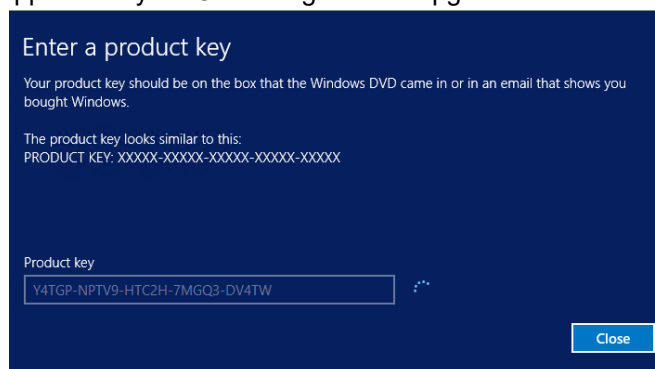 Enter a product key
Your product key should be on the box that the Windows DVD came in or in an email that shows you
bought Windows.
The product key looks similar to this:
PRODUCT KEY: XXXXX-XXXXX-XXXXX-XXXXX-XXXXX
Product key
Y4TGP-NPTV9-HTC2H-7MGQ3-DV4TW
Close